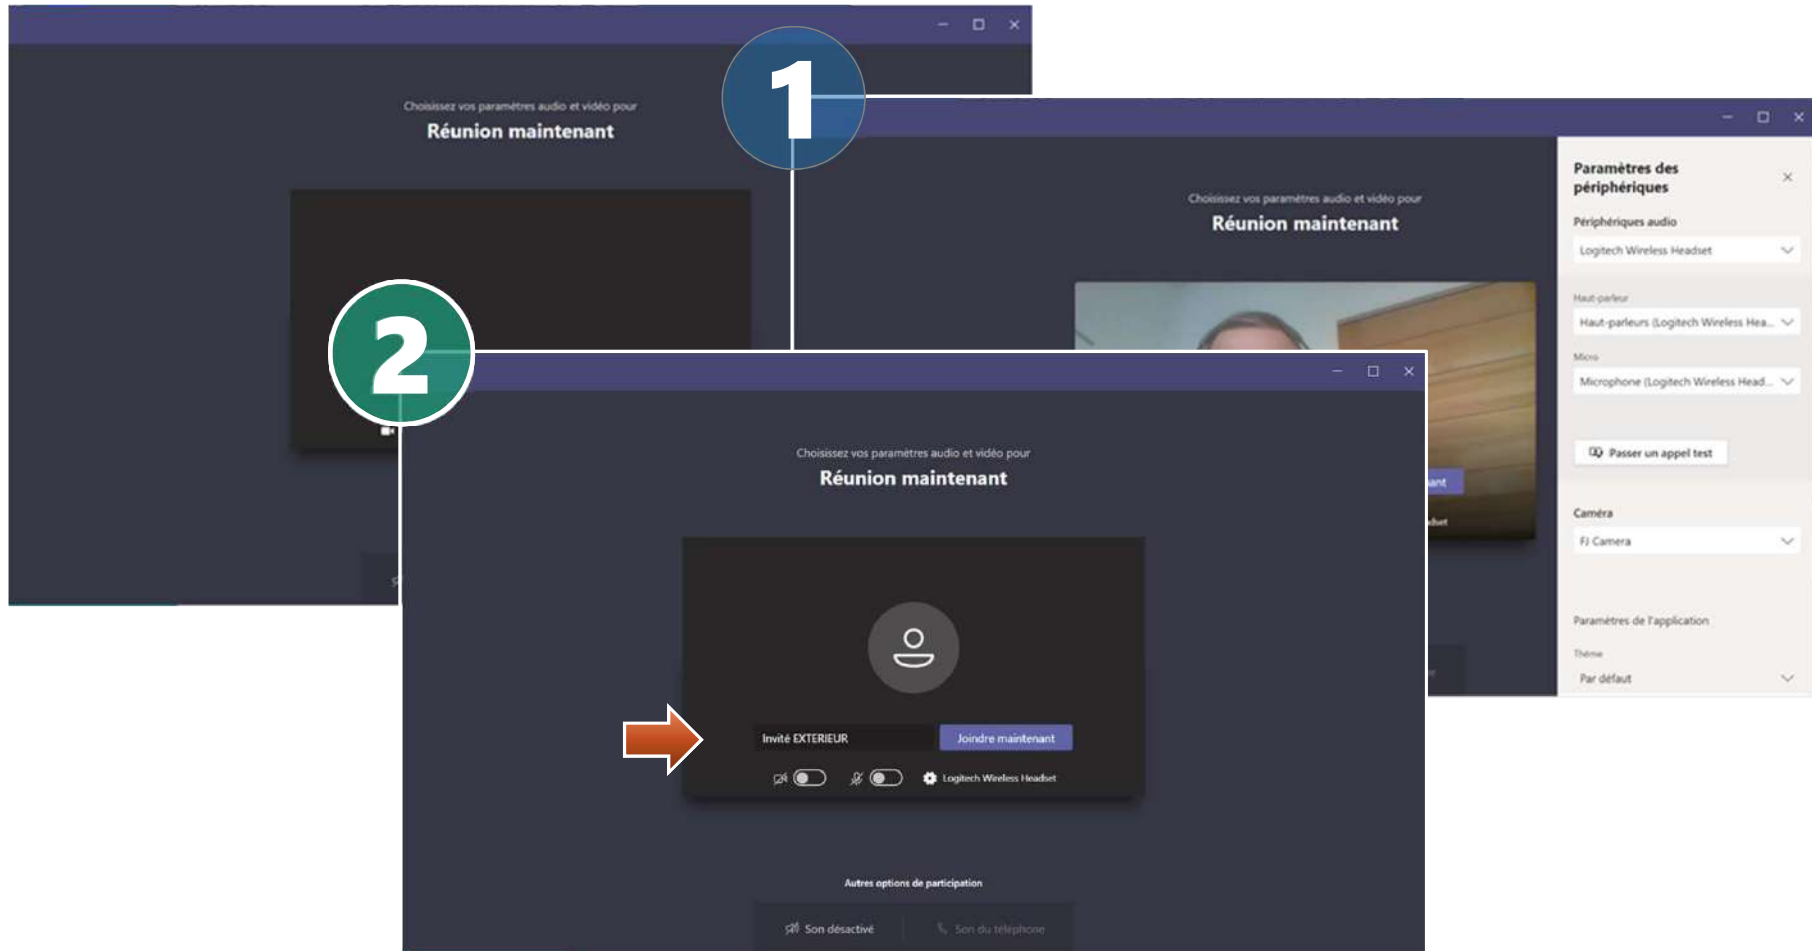 Choisissez vos paramètres audio et vidéo pour
Réunion maintenant
1
Choisissez vos paramètres audio et vidéo pour
Réunion maintenant
Paramètres des
périphériques
Périphériques audio
Logitech Wireless Headset
Haut-parleur
Haut-parleurs (Logitech Wireless Hea...
Micro
Microphone (Logitech Wireless Head...
Passer un appel test
Caméra
FJ Camera
Paramètres de l'application
Thème
Par défaut
2
Choisissez vos paramètres audio et vidéo pour
Réunion maintenant
Invité EXTERIEUR
Joindre maintenant
Logitech Wireless Headset
Autres options de participation
Son désactivé
Son du téléphone